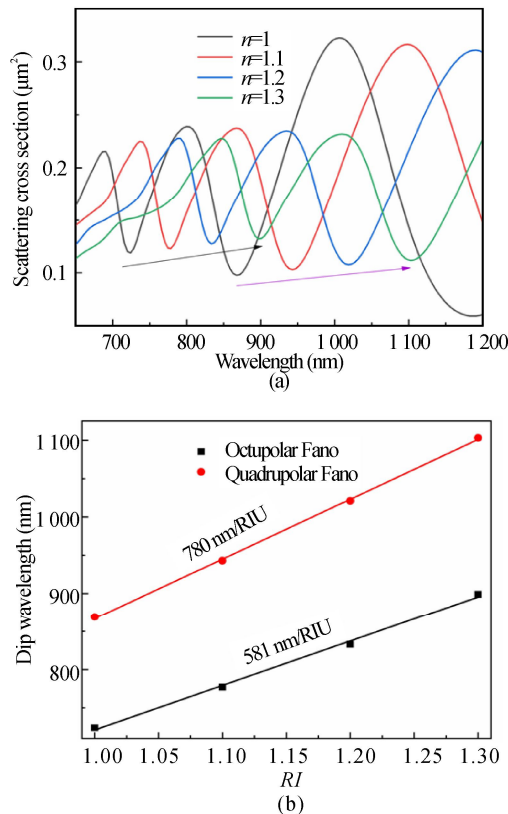 n=1
n=1.1
n=1.2
n=1.3
0.3
0.2
0.1
Scattering cross section (μm²)
700 800 900 1 000 1 100 1 200
Wavelength (nm)
(a)
Octupolar Fano
Quadrupolar Fano
780 nm/RIU
581 nm/RIU
1 100
1 000
900
800
Dip wavelength (nm)
1.00 1.05 1.10 1.15 1.20 1.25 1.30
RI
(b)